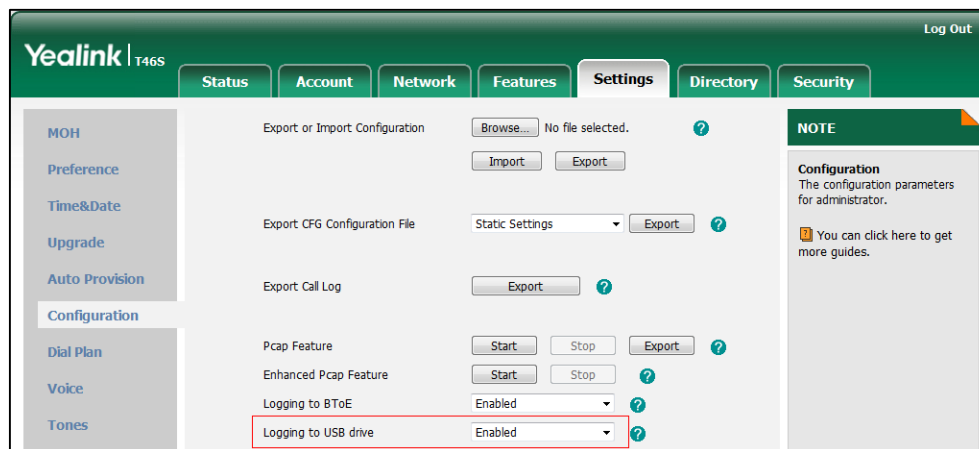 Log Out
Yealink | T46S
Status Account Network Features Settings Directory Security
MOH
Preference
Time&Date
Upgrade
Auto Provision
Configuration
Dial Plan
Voice
Tones
Export or Import Configuration Browse... No file selected. ?
Import Export
Export CFG Configuration File Static Settings Export ?
Export Call Log Export ?
Pcap Feature Start Stop Export ?
Enhanced Pcap Feature Start Stop ?
Logging to BToE Enabled ?
Logging to USB drive Enabled ?
NOTE
Configuration
The configuration parameters
for administrator.
? You can click here to get
more guides.